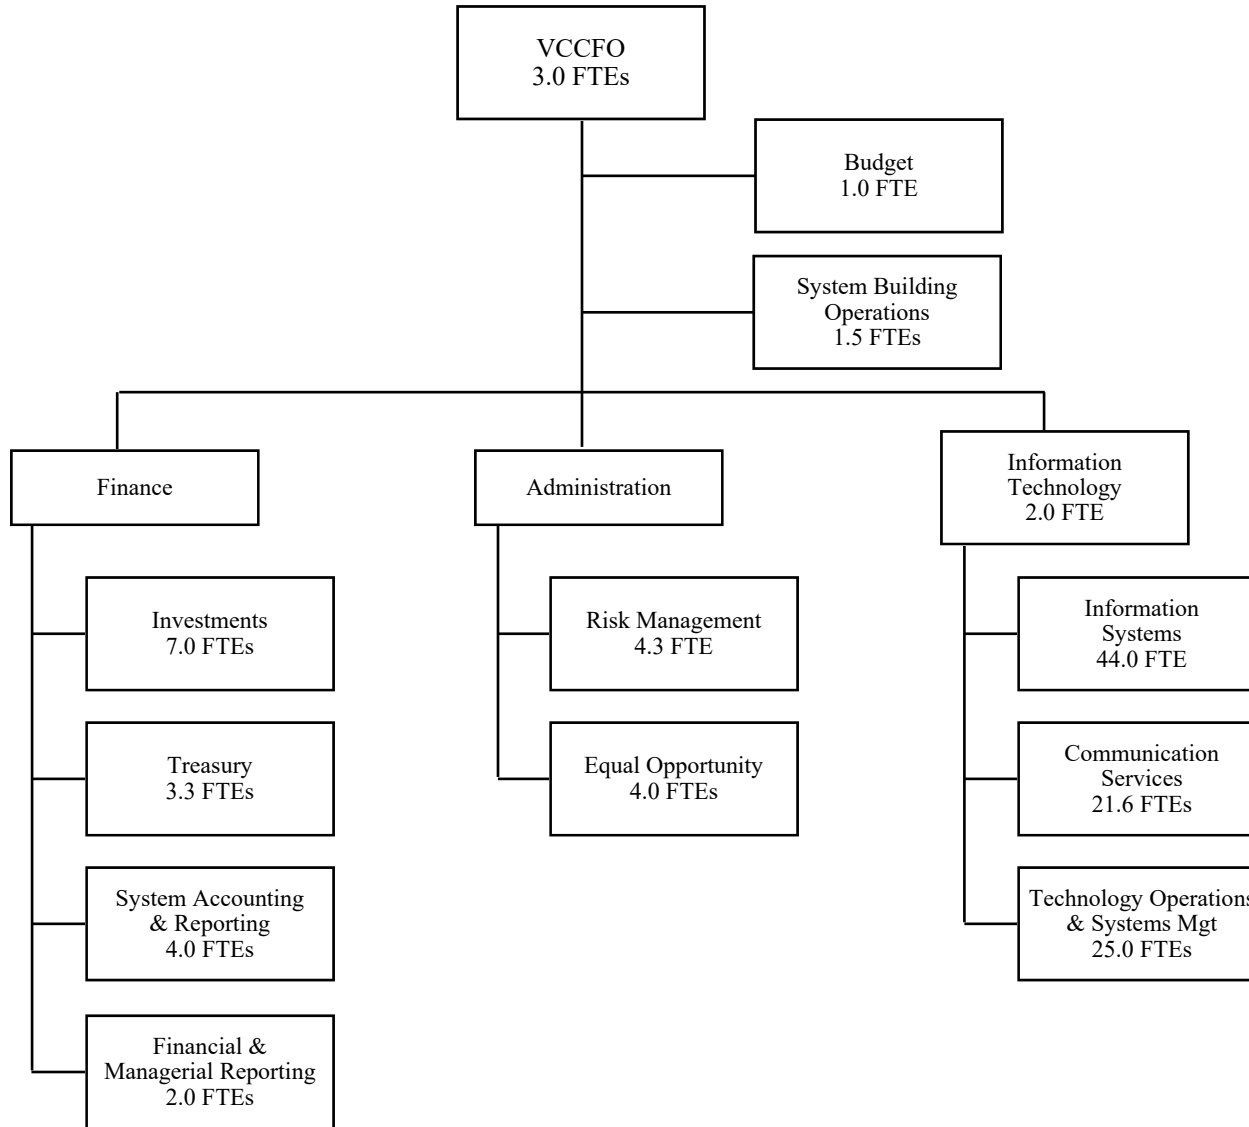 VCCFO
3.0 FTEs
Budget
1.0 FTE
System Building
Operations
1.5 FTEs
Finance
Administration
Information
Technology
2.0 FTE
Investments
7.0 FTEs
Risk Management
4.3 FTE
Information
Systems
44.0 FTE
Treasury
3.3 FTEs
Equal Opportunity
4.0 FTEs
Communication
Services
21.6 FTEs
System Accounting
& Reporting
4.0 FTEs
Technology Operations
& Systems Mgt
25.0 FTEs
Financial &
Managerial Reporting
2.0 FTEs